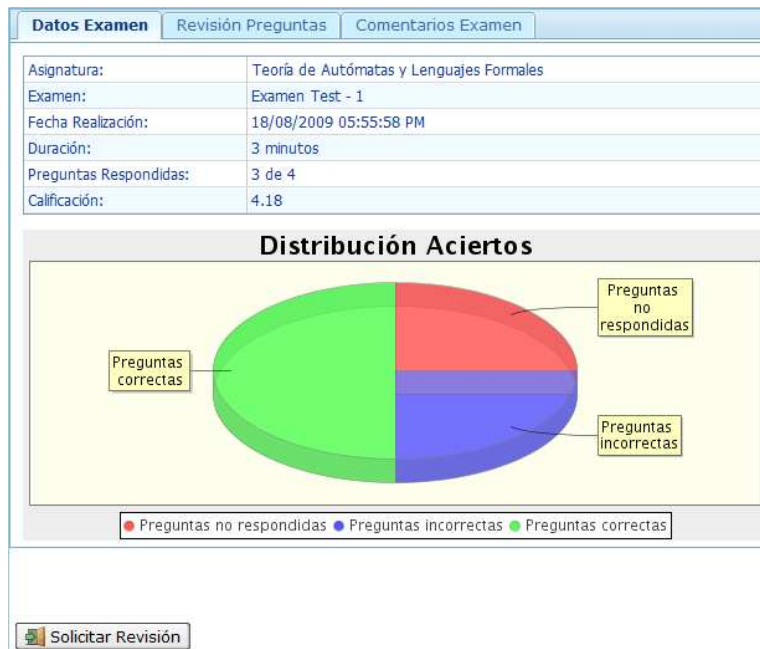 Datos Examen Revisión Preguntas Comentarios Examen
Asignatura: Teoría de Autómatas y Lenguajes Formales
Examen: Examen Test - 1
Fecha Realización: 18/08/2009 05:55:58 PM
Duración: 3 minutos
Preguntas Respondidas: 3 de 4
Calificación: 4.18
Distribución Aciertos
Preguntas
no
respondidas
Preguntas
correctas
Preguntas
incorrectas
Preguntas no respondidas Preguntas incorrectas Preguntas correctas
Solicitar Revisión